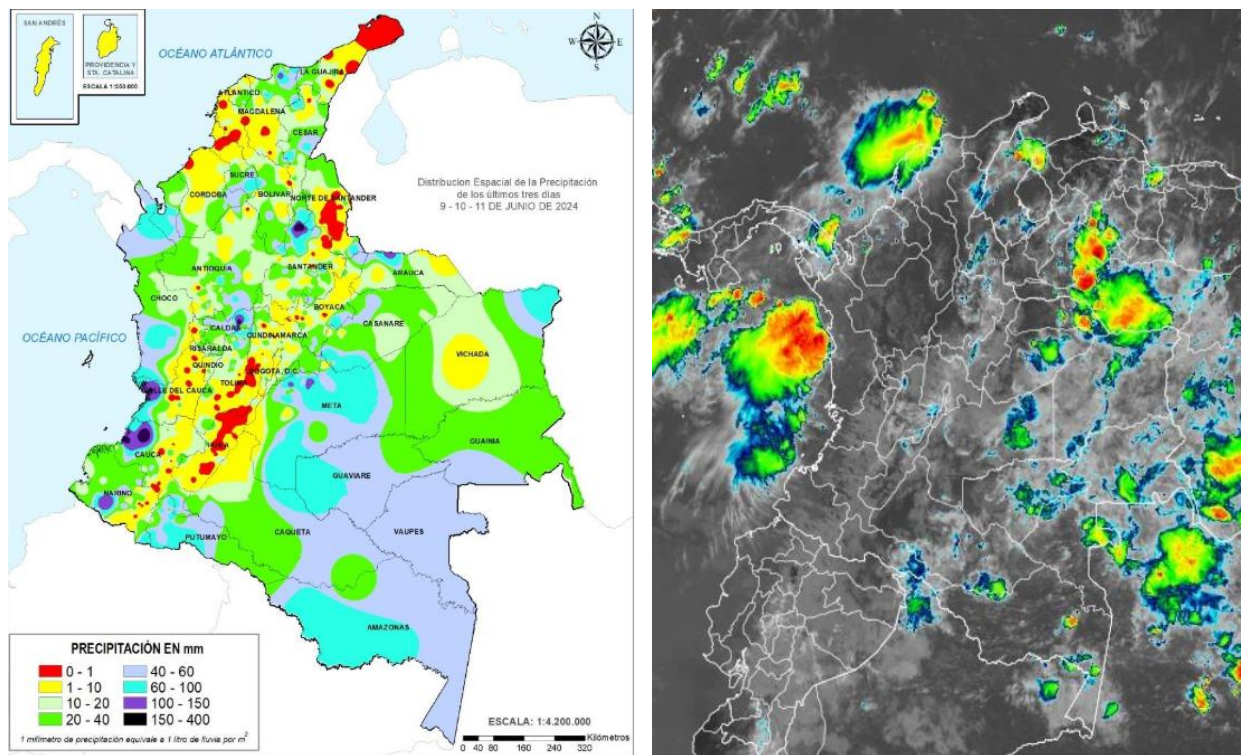 SAN ANDRÉS
PROVIDENCIA Y
STA. CATALINA
ESCALA 1:350.000
OCÉANO ATLÁNTICO
N
W E
S
LA GUAJIRA
ATLANTICO
MAGDALENA
CESAR
SUCRE
CORDOBA
BOLIVAR
NORTE DE SANTANDER
Distribucion Espacial de la Precipitación
de los últimos tres días
9 - 10 - 11 DE JUNIO DE 2024
ANTIOQUIA
SANTANDER
ARAUCA
CHOCO
BOYACA
CASANARE
OCÉANO PACÍFICO
CALDAS
CUNDINAMARCA
RISARALDA
VICHADA
QUINDIO
BOGOTA, D.C.
VALLE DEL CAUCA
TOLIMA
META
GUAINIA
CAUCA
HUILA
GUAVIARE
NARIÑO
VAUPES
PUTUMAYO
CAQUETA
AMAZONAS
PRECIPITACIÓN EN mm
0 - 1 40 - 60
1 - 10 60 - 100
10 - 20 100 - 150
20 - 40 150 - 400
1 milímetro de precipitación equivale a 1 litro de lluvia por m²
ESCALA: 1:4.200.000
Kilómetros
0 40 80 160 240 320